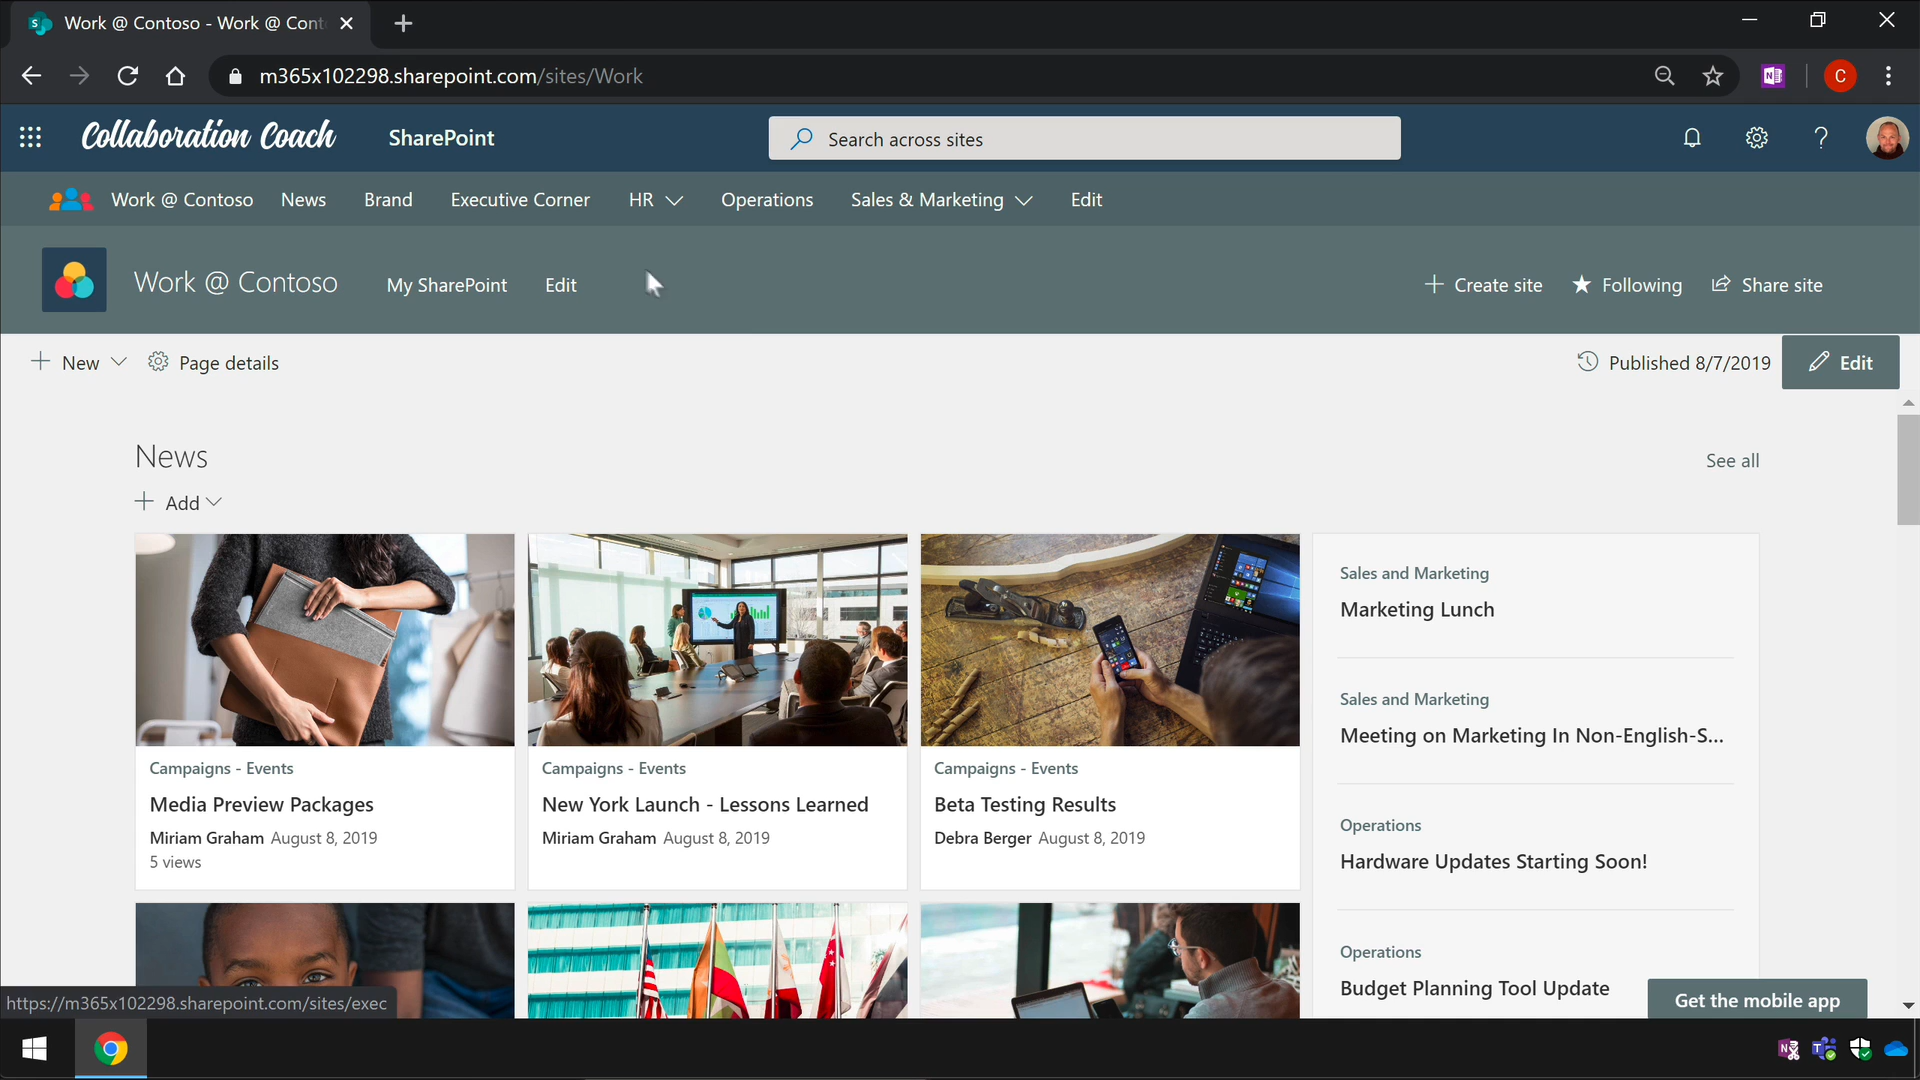 Work @ Contoso - Work @ Cont
m365x102298.sharepoint.com/sites/Work
C
Collaboration Coach
SharePoint
Search across sites
Work @ Contoso
News
Brand
Executive Corner
HR
Operations
Sales & Marketing
Edit
Work @ Contoso
My SharePoint
Edit
Create site
Following
Share site
New
Page details
Published 8/7/2019
Edit
News
See all
Add
Campaigns - Events
Media Preview Packages
Miriam Graham August 8, 2019
5 views
Campaigns - Events
New York Launch - Lessons Learned
Miriam Graham August 8, 2019
Campaigns - Events
Beta Testing Results
Debra Berger August 8, 2019
Sales and Marketing
Marketing Lunch
Sales and Marketing
Meeting on Marketing In Non-English-S...
Operations
Hardware Updates Starting Soon!
Operations
Budget Planning Tool Update
Get the mobile app
https://m365x102298.sharepoint.com/sites/exec